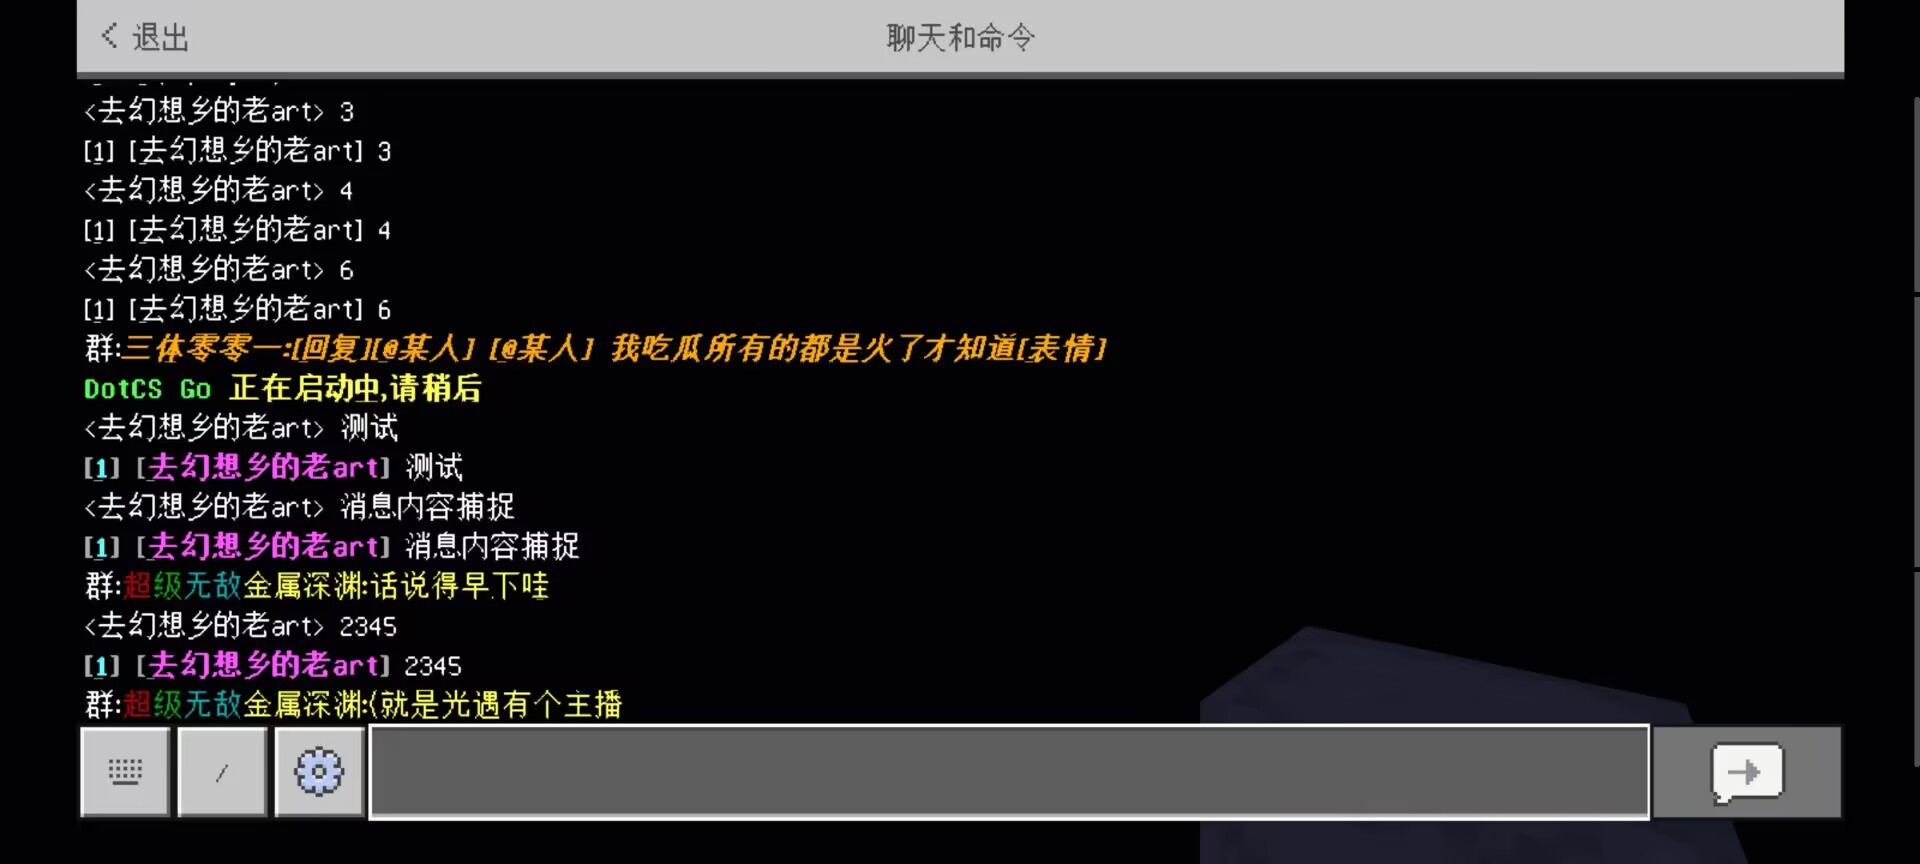 退出
聊天和命令
<去幻想乡的老art> 3
[1] [去幻想乡的老art] 3
<去幻想乡的老art> 4
[1] [去幻想乡的老art] 4
<去幻想乡的老art> 6
[1] [去幻想乡的老art] 6
群:三体零零一:[回复][@某人] [@某人] 我吃瓜所有的都是火了才知道[表情]
DotCS Go 正在启动中,请稍后
<去幻想乡的老art> 测试
[1] [去幻想乡的老art] 测试
<去幻想乡的老art> 消息内容捕捉
[1] [去幻想乡的老art] 消息内容捕捉
群:超级无敌金属深渊:话说得早下哇
<去幻想乡的老art> 2345
[1] [去幻想乡的老art] 2345
群:超级无敌金属深渊:(就是光遇有个主播
/